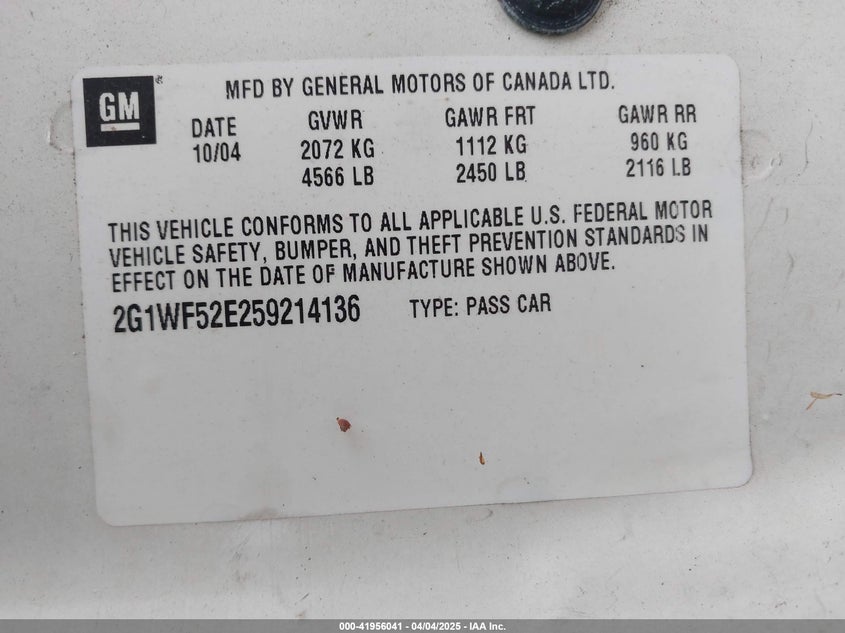 GM
MFD BY GENERAL MOTORS OF CANADA LTD.
DATE GVWR GAWR FRT GAWR RR
10/04 2072 KG 1112 KG 960 KG
4566 LB 2450 LB 2116 LB
THIS VEHICLE CONFORMS TO ALL APPLICABLE U.S. FEDERAL MOTOR
VEHICLE SAFETY, BUMPER, AND THEFT PREVENTION STANDARDS IN
EFFECT ON THE DATE OF MANUFACTURE SHOWN ABOVE.
2G1WF52E259214136 TYPE: PASS CAR
000-41956041 - 04/04/2025 - IAA Inc.